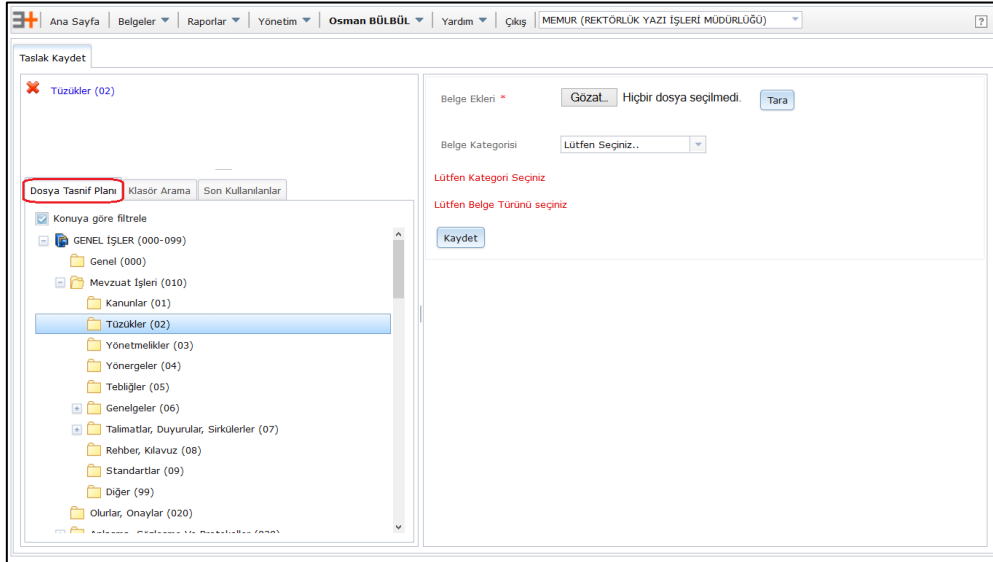 Ana Sayfa Belgeler Raporlar Yönetim Osman BÜLBÜL Yardım Çıkış MEMUR (REKTÖRLÜK YAZI İŞLERİ MÜDÜRLÜĞÜ) ?
Taslak Kaydet
Tüzükler (02)
Dosya Tasnif Planı Klasör Arama Son Kullanılanlar
Konuya göre filtrele
GENEL İŞLER (000-099)
Genel (000)
Mevzuat İşleri (010)
Kanunlar (01)
Tüzükler (02)
Yönetmelikler (03)
Yönergeler (04)
Tebliğler (05)
Genelgeler (06)
Talimatlar, Duyurular, Sirkülerler (07)
Rehber, Kılavuz (08)
Standartlar (09)
Diğer (99)
Olurlar, Onaylar (020)
Belge Ekleri * Gözat... Hiçbir dosya seçilmedi. Tara
Belge Kategorisi Lütfen Seçiniz..
Lütfen Kategori Seçiniz
Lütfen Belge Türünü seçiniz
Kaydet